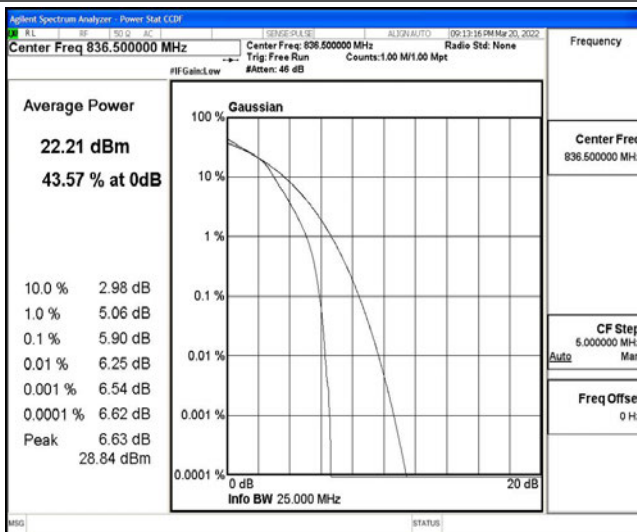 Agilent Spectrum Analyzer - Power Stat CCDF
RL RF 50 Ω AC SENSE:PULSE ALIGN AUTO 09:13:16 PM Mar 20, 2022
Center Freq 836.500000 MHz
Center Freq: 836.500000 MHz Radio Std: None
Trig: Free Run Counts:1.00 M/1.00 Mpt
#IFGain:Low #Atten: 46 dB
Frequency
Average Power
22.21 dBm
43.57 % at 0dB
10.0 % 2.98 dB
1.0 % 5.06 dB
0.1 % 5.90 dB
0.01 % 6.25 dB
0.001 % 6.54 dB
0.0001 % 6.62 dB
Peak 6.63 dB
28.84 dBm
Gaussian
100 %
10 %
1 %
0.1 %
0.01 %
0.001 %
0.0001 %
0 dB 20 dB
Info BW 25.000 MHz
Center Freq
836.500000 MHz
CF Step
5.000000 MHz
Auto Man
Freq Offse
0 Hz
MSG STATUS